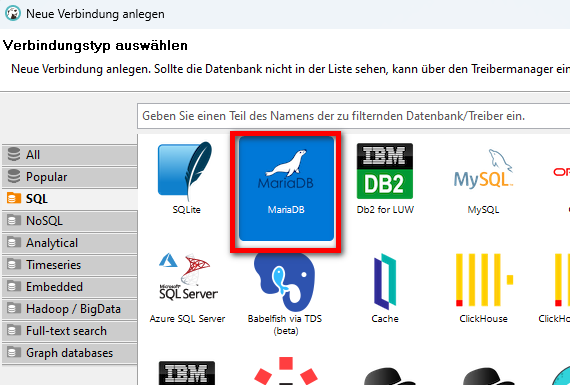 Neue Verbindung anlegen
Verbindungstyp auswählen
Neue Verbindung anlegen. Sollte die Datenbank nicht in der Liste sehen, kann über den Treibermanager ein
Geben Sie einen Teil des Namens der zu filternden Datenbank/Treiber ein.
All
Popular
SQL
NoSQL
Analytical
Timeseries
Embedded
Hadoop / BigData
Full-text search
Graph databases
MariaDB
IBM
DB2
MySQL
SQLite
MariaDB
Db2 for LUW
MySQL
Microsoft
SQL Server
Azure SQL Server
Babelfish via TDS
(beta)
Cache
ClickHouse
ClickHo
IBM